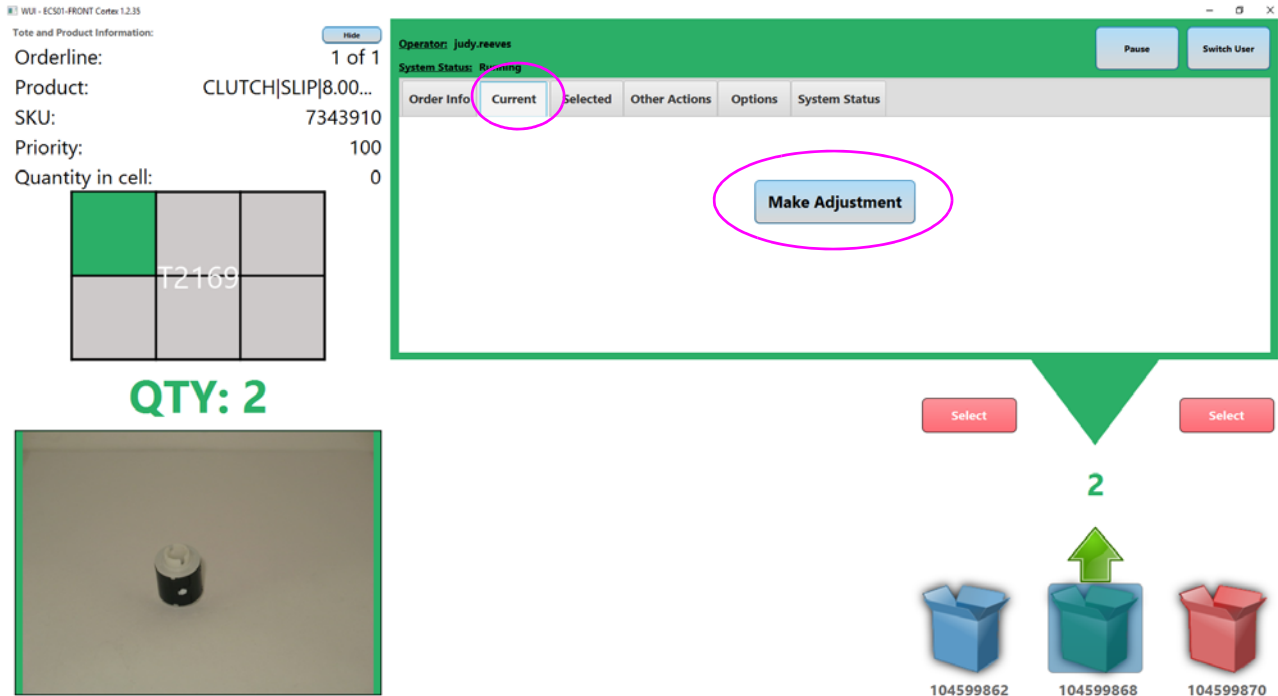 WUI - ECS01-FRONT Cortex 1.2.35
Tote and Product Information:
Hide
Orderline: 1 of 1
Product: CLUTCH|SLIP|8.00...
SKU: 7343910
Priority: 100
Quantity in cell: 0
T2169
QTY: 2
Operator: judy.reeves
System Status: Running
Pause
Switch User
Order Info Current Selected Other Actions Options System Status
Make Adjustment
Select
Select
2
104599862 104599868 104599870